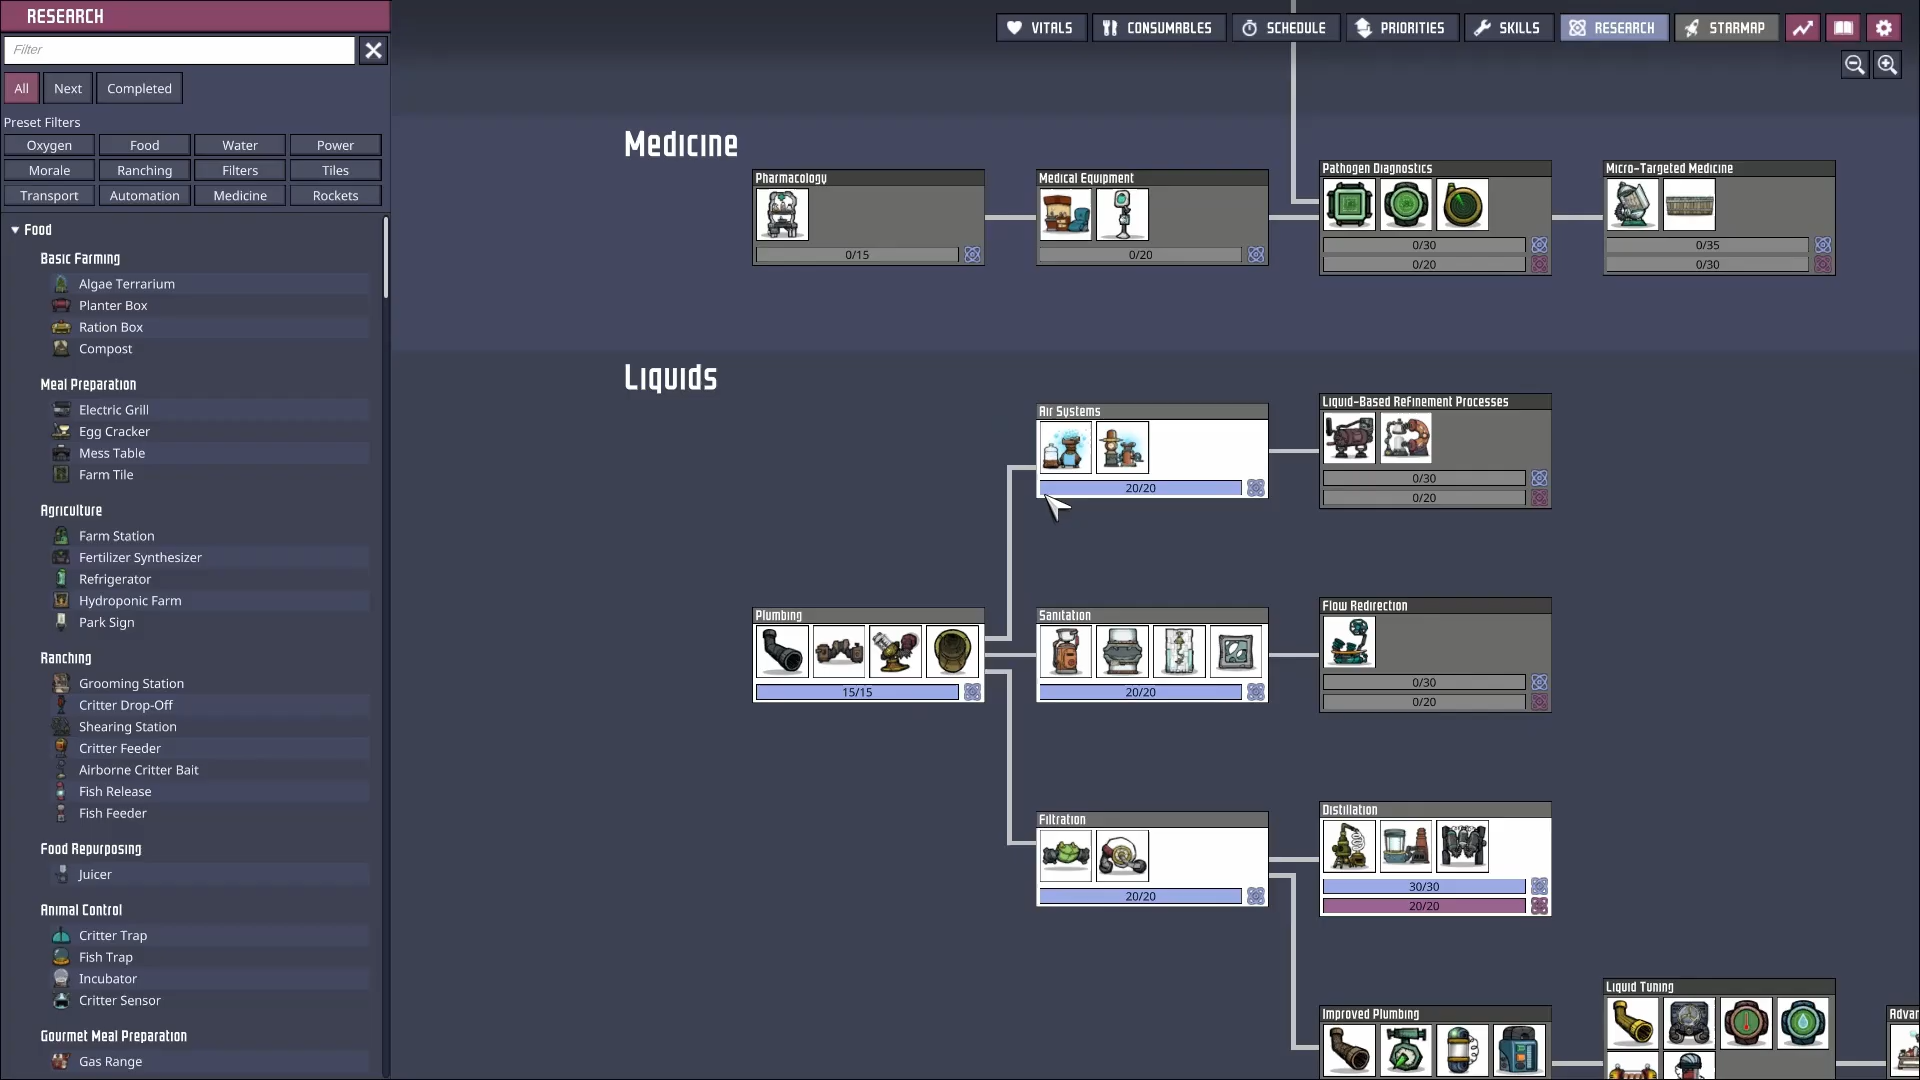 RESEARCH
Filter
All
Next
Completed
Preset Filters
Oxygen
Food
Water
Power
Morale
Ranching
Filters
Tiles
Transport
Automation
Medicine
Rockets
Food
Basic Farming
Algae Terrarium
Planter Box
Ration Box
Compost
Meal Preparation
Electric Grill
Egg Cracker
Mess Table
Farm Tile
Agriculture
Farm Station
Fertilizer Synthesizer
Refrigerator
Hydroponic Farm
Park Sign
Ranching
Grooming Station
Critter Drop-Off
Shearing Station
Critter Feeder
Airborne Critter Bait
Fish Release
Fish Feeder
Food Repurposing
Juicer
Animal Control
Critter Trap
Fish Trap
Incubator
Critter Sensor
Gourmet Meal Preparation
Gas Range
VITALS
CONSUMABLES
SCHEDULE
PRIORITIES
SKILLS
RESEARCH
STARMAP
Medicine
Pharmacology
0/15
Medical Equipment
0/20
Pathogen Diagnostics
0/30
0/20
Micro-Targeted Medicine
0/35
0/30
Liquids
Air Systems
20/20
Liquid-Based Refinement Processes
0/30
0/20
Plumbing
15/15
Sanitation
20/20
Flow Redirection
0/30
0/20
Filtration
20/20
Distillation
30/30
20/20
Improved Plumbing
Liquid Tuning